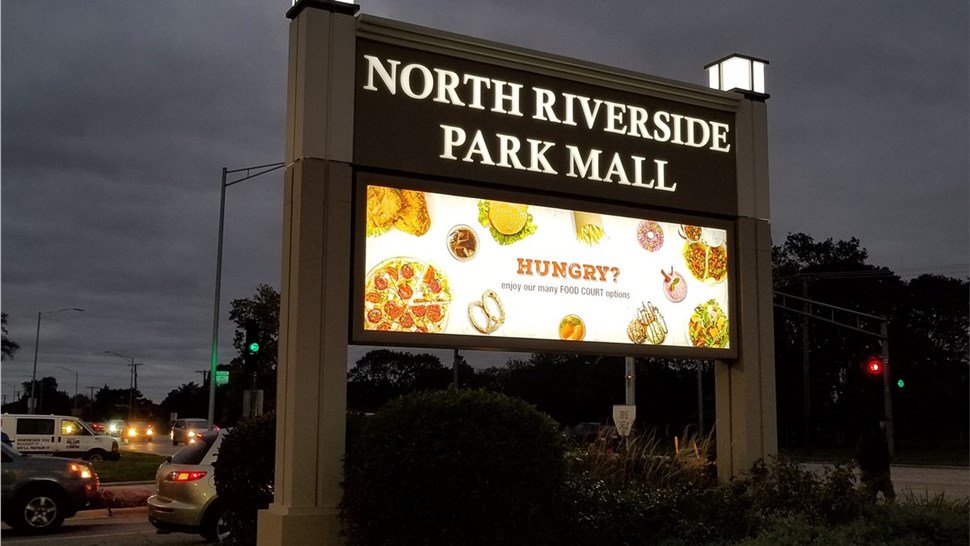 NORTH RIVERSIDE
PARK MALL
HUNGRY?
enjoy our many FOOD COURT options